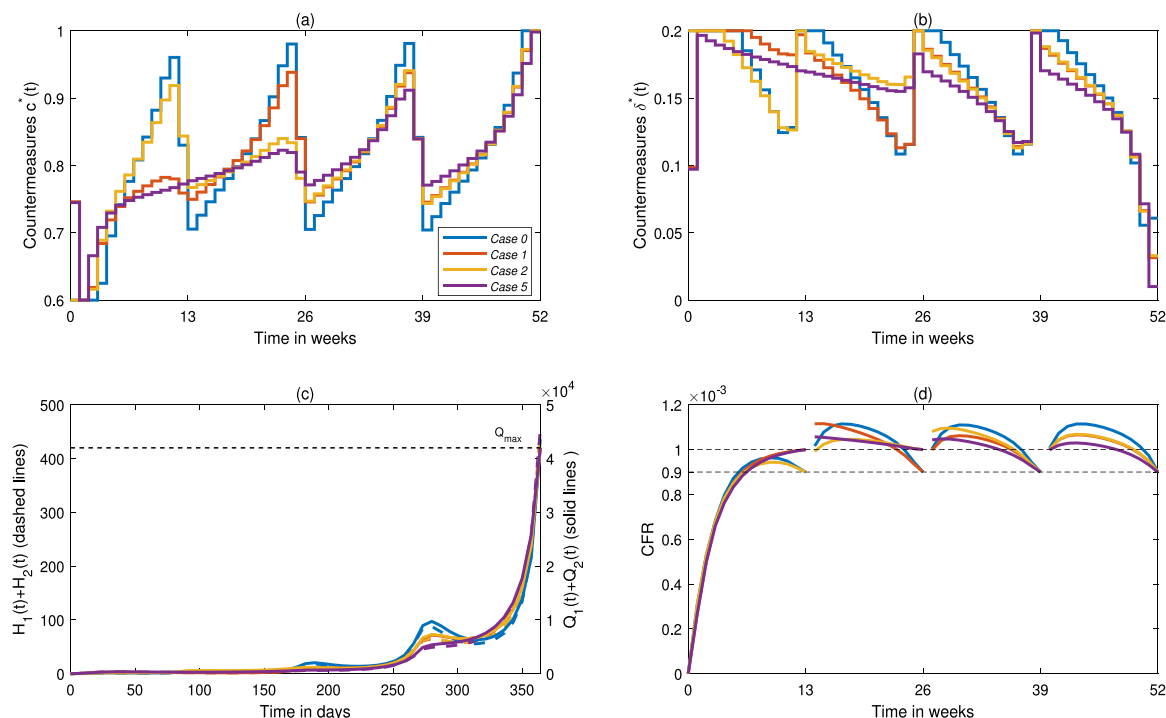 (a)
Countermeasures c*(t)
1
0.9
0.8
0.7
0.6
0 13 26 39 52
Time in weeks
Case 0
Case 1
Case 2
Case 5
(b)
Countermeasures δ*(t)
0.2
0.15
0.1
0.05
0
0 13 26 39 52
Time in weeks
(c)
×10^4
H_1(t)+H_2(t) (dashed lines)
500
400
300
200
100
0
Q_max
5
4
3
2
1
0
Q_1(t)+Q_2(t) (solid lines )
0 50 100 150 200 250 300 350
Time in days
(d)
×10^-3
CFR
1.2
1
0.9
0.8
0.6
0.4
0.2
0
0 13 26 39 52
Time in weeks